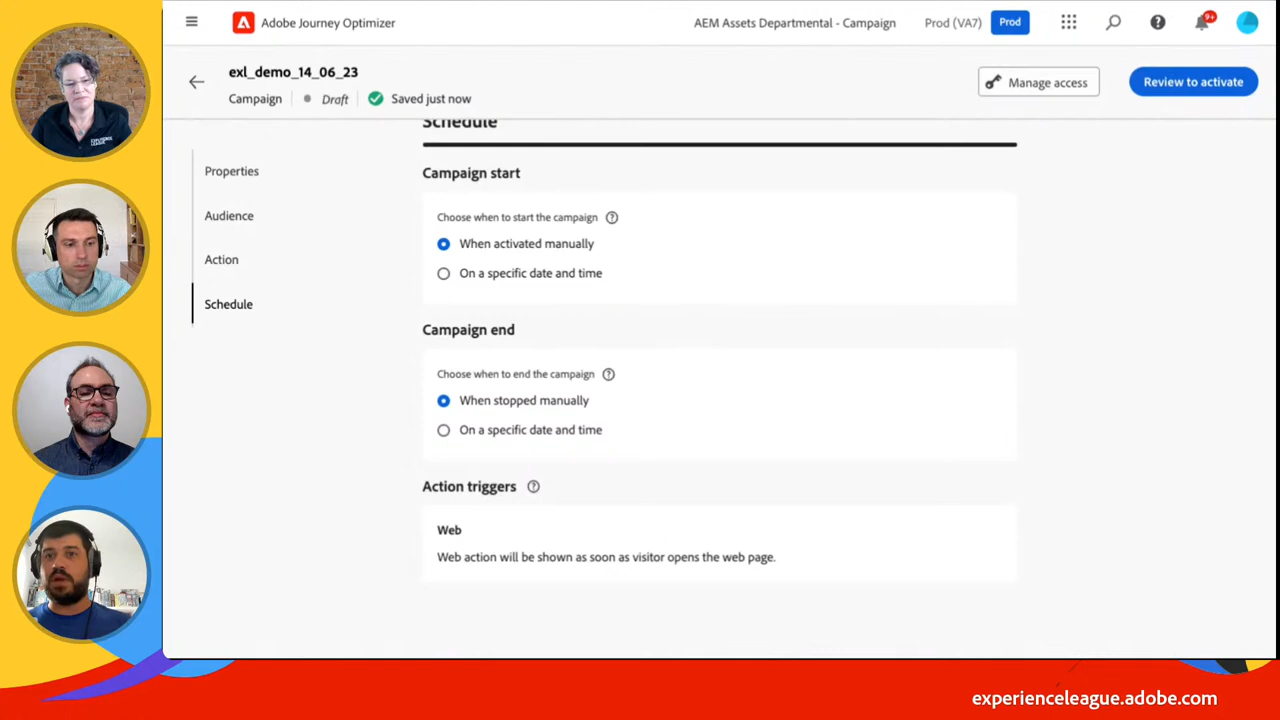 Adobe Journey Optimizer
AEM Assets Departmental - Campaign
Prod (VA7)
Prod
9+
exl_demo_14_06_23
Campaign
Draft
Saved just now
Manage access
Review to activate
Properties
Audience
Action
Schedule
Schedule
Campaign start
Choose when to start the campaign
When activated manually
On a specific date and time
Campaign end
Choose when to end the campaign
When stopped manually
On a specific date and time
Action triggers
Web
Web action will be shown as soon as visitor opens the web page.
EXPERIENCE
LEAGUE
experienceleague.adobe.com